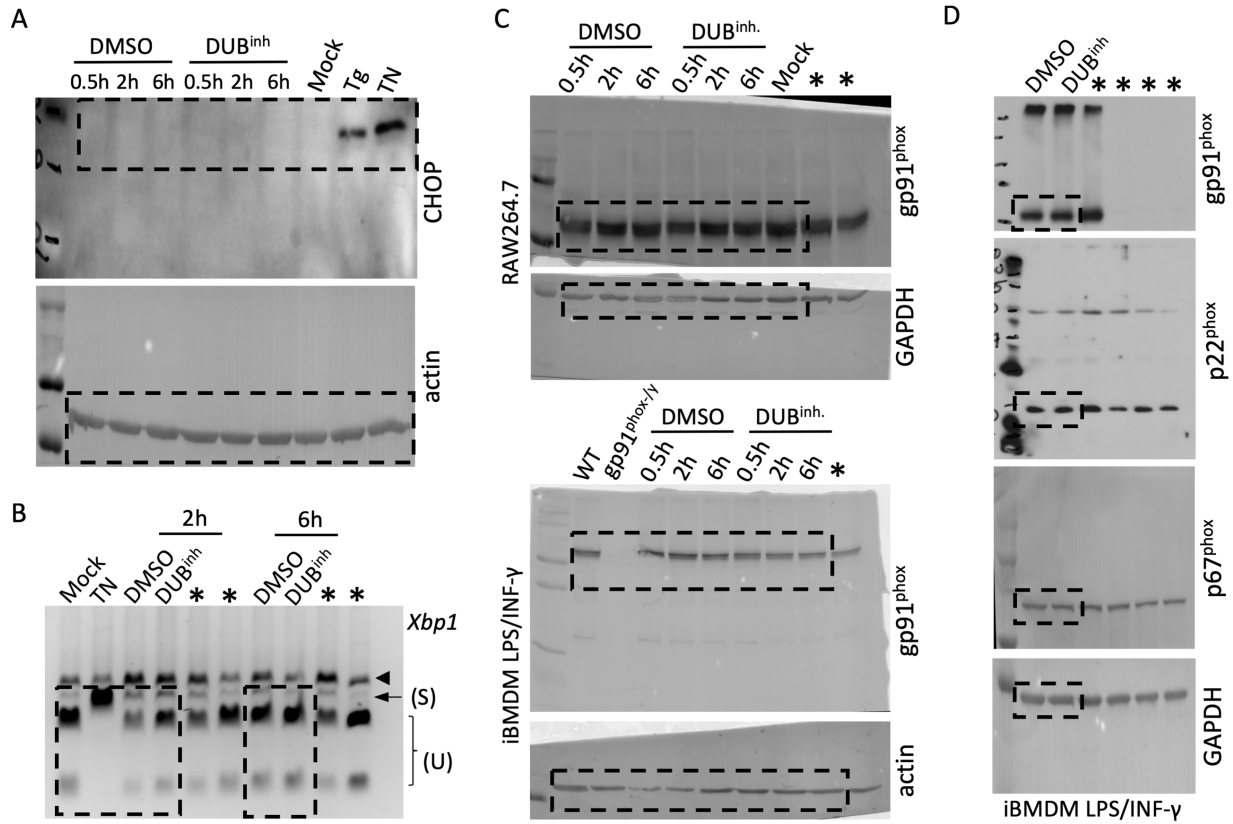 A
DMSO DUBinh
0.5h 2h 6h 0.5h 2h 6h Mock Tg TN
CHOP
actin
B
2h 6h
Mock TN DMSO DUBinh * * DMSO DUBinh * *
Xbp1
(S)
(U)
C
DMSO DUBinh.
0.5h 2h 6h 0.5h 2h 6h Mock * *
RAW264.7
gp91phox
GAPDH
DMSO DUBinh.
WT gp91phox-/y 0.5h 2h 6h 0.5h 2h 6h *
iBMDM LPS/INF-γ
gp91phox
actin
D
DMSO DUBinh * * * *
gp91phox
p22phox
p67phox
GAPDH
iBMDM LPS/INF-γ